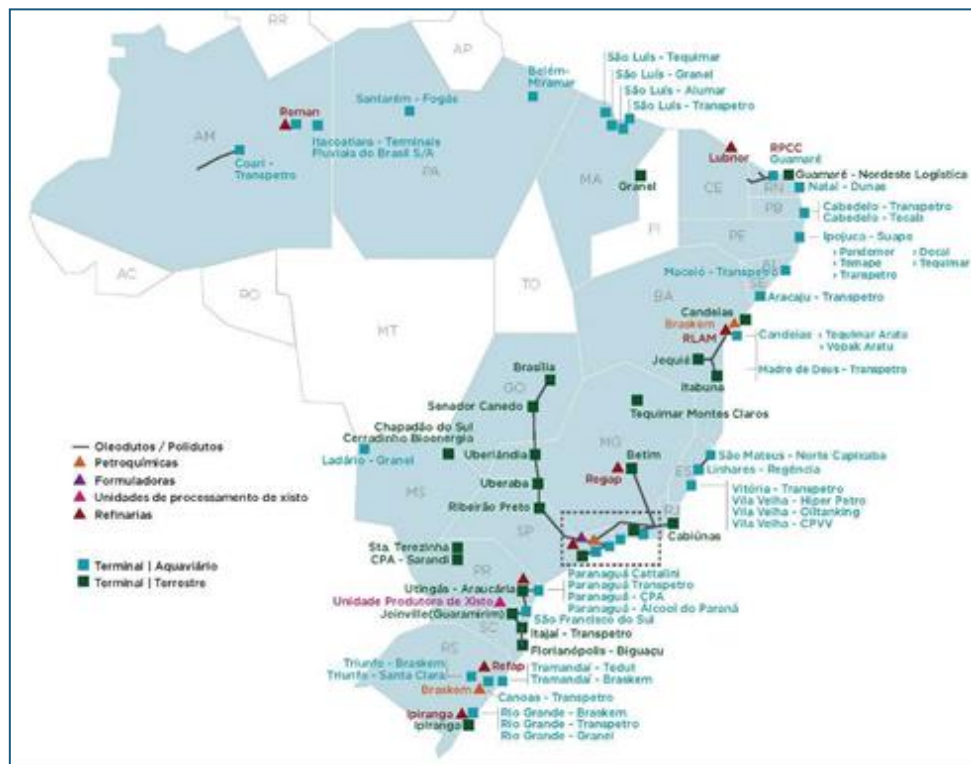 RR
AP
São Luís - Tequimar
São Luís - Granel
São Luís - Alumar
São Luís - Transpetro
Belém-
Miramar
Santarém - Fogás
Reman
Itacoatiara - Terminais
Fluviais do Brasil S/A
AM
Coari -
Transpetro
PA
MA
Granel
Lubnor
CE
RPCC
Guamaré
Guamaré - Nordeste Logística
RN
Natal - Dunas
PB
Cabedelo - Transpetro
Cabedelo - Tecab
PI
PE
Ipojuca - Suape
› Pandemor › Decal
› Temape › Tequimar
› Transpetro
AL
Maceió - Transpetro
SE
AC
RO
TO
BA
Aracaju - Transpetro
MT
Candeias
Braskem
RLAM
Candeias › Tequimar Aratu
› Vopak Aratu
Jequié
Madre de Deus - Transpetro
Itabuna
Brasília
GO
Senador Canedo
Tequimar Montes Claros
Chapadão do Sul
Cerradinho Bioenergia
Ladário - Granel
Uberlândia
MG
Betim
Regap
ES
São Mateus - Norte Capixaba
Linhares - Regência
Uberaba
MS
Ribeirão Preto
Vitória - Transpetro
Vila Velha - Hiper Petro
Vila Velha - Oiltanking
Vila Velha - CPVV
RJ
SP
Cabiúnas
Oleodutos / Polidutos
Petroquímicas
Formuladoras
Unidades de processamento de xisto
Refinarias
Terminal | Aquaviário
Terminal | Terrestre
Sta. Terezinha
CPA - Sarandi
PR
Utingás - Araucária
Paranaguá Cattalini
Paranaguá Transpetro
Paranaguá - CPA
Paranaguá - Álcool do Paraná
Unidade Produtora de Xisto
Joinville(Guaramirim)
São Francisco do Sul
SC
Itajaí - Transpetro
Florianópolis - Biguaçu
RS
Triunfo - Braskem
Triunfo - Santa Clara
Refap
Tramandaí - Tedut
Tramandaí - Braskem
Braskem
Canoas - Transpetro
Ipiranga
Ipiranga
Rio Grande - Braskem
Rio Grande - Transpetro
Rio Grande - Granel